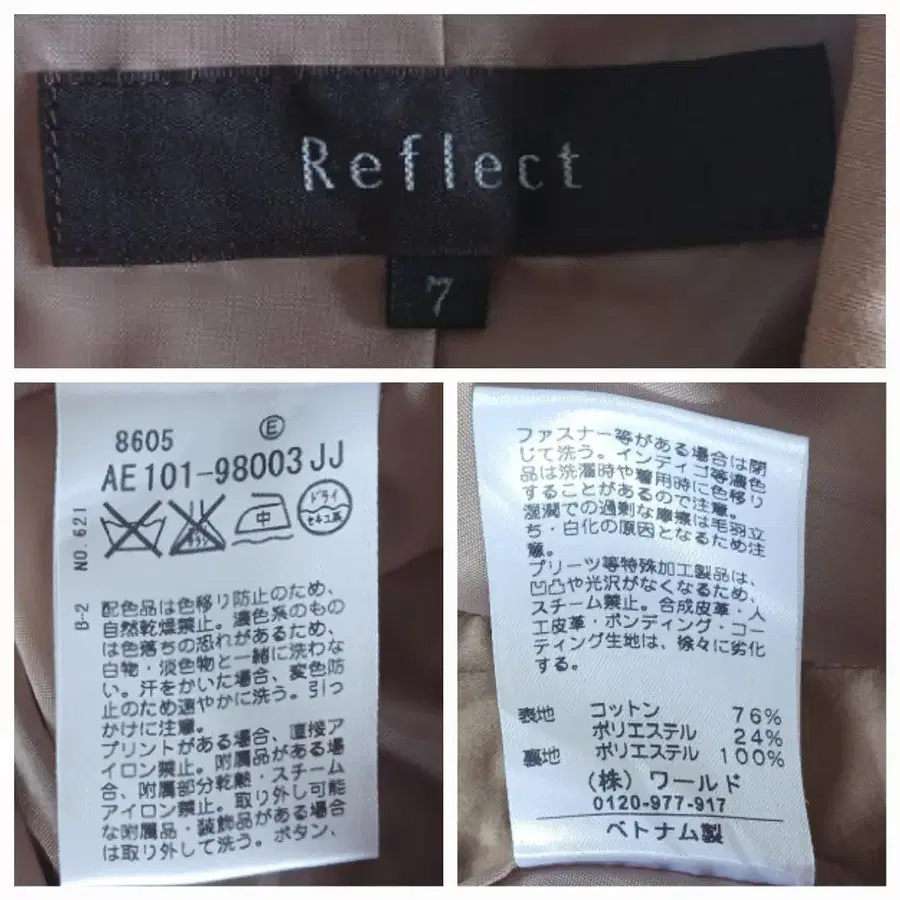 Reflect
7
8605 Ⓔ
AE101-98003JJ
ドライ
セキユ系
中
NO.621
B-2
配色品は色移り防止のため、
自然乾燥禁止。濃色系のもの
は色落ちの恐れがあるため、
白物・淡色物と一緒に洗わな
い。汗をかいた場合、変色防
止のため速やかに洗う。引っ
かけに注意。
プリントがある場合、直接ア
イロン禁止。附属品がある場
合、附属部分乾熱・スチーム
アイロン禁止。取り外し可能
な附属品・装飾品がある場合
は取り外して洗う。ボタン、
ファスナー等がある場合は閉
じて洗う。インディゴ等濃色
品は洗濯時や着用時に色移り
することがあるので注意。
湿潤での過剰な摩擦は毛羽立
ち・白化の原因となるため注
意。
プリーツ等特殊加工製品は、
凹凸や光沢がなくなるため、
スチーム禁止。合成皮革・人
工皮革・ボンディング・コー
ティング生地は、徐々に劣化
する。
表地 コットン 76%
ポリエステル 24%
裏地 ポリエステル 100%
(株)ワールド
0120-977-917
ベトナム製